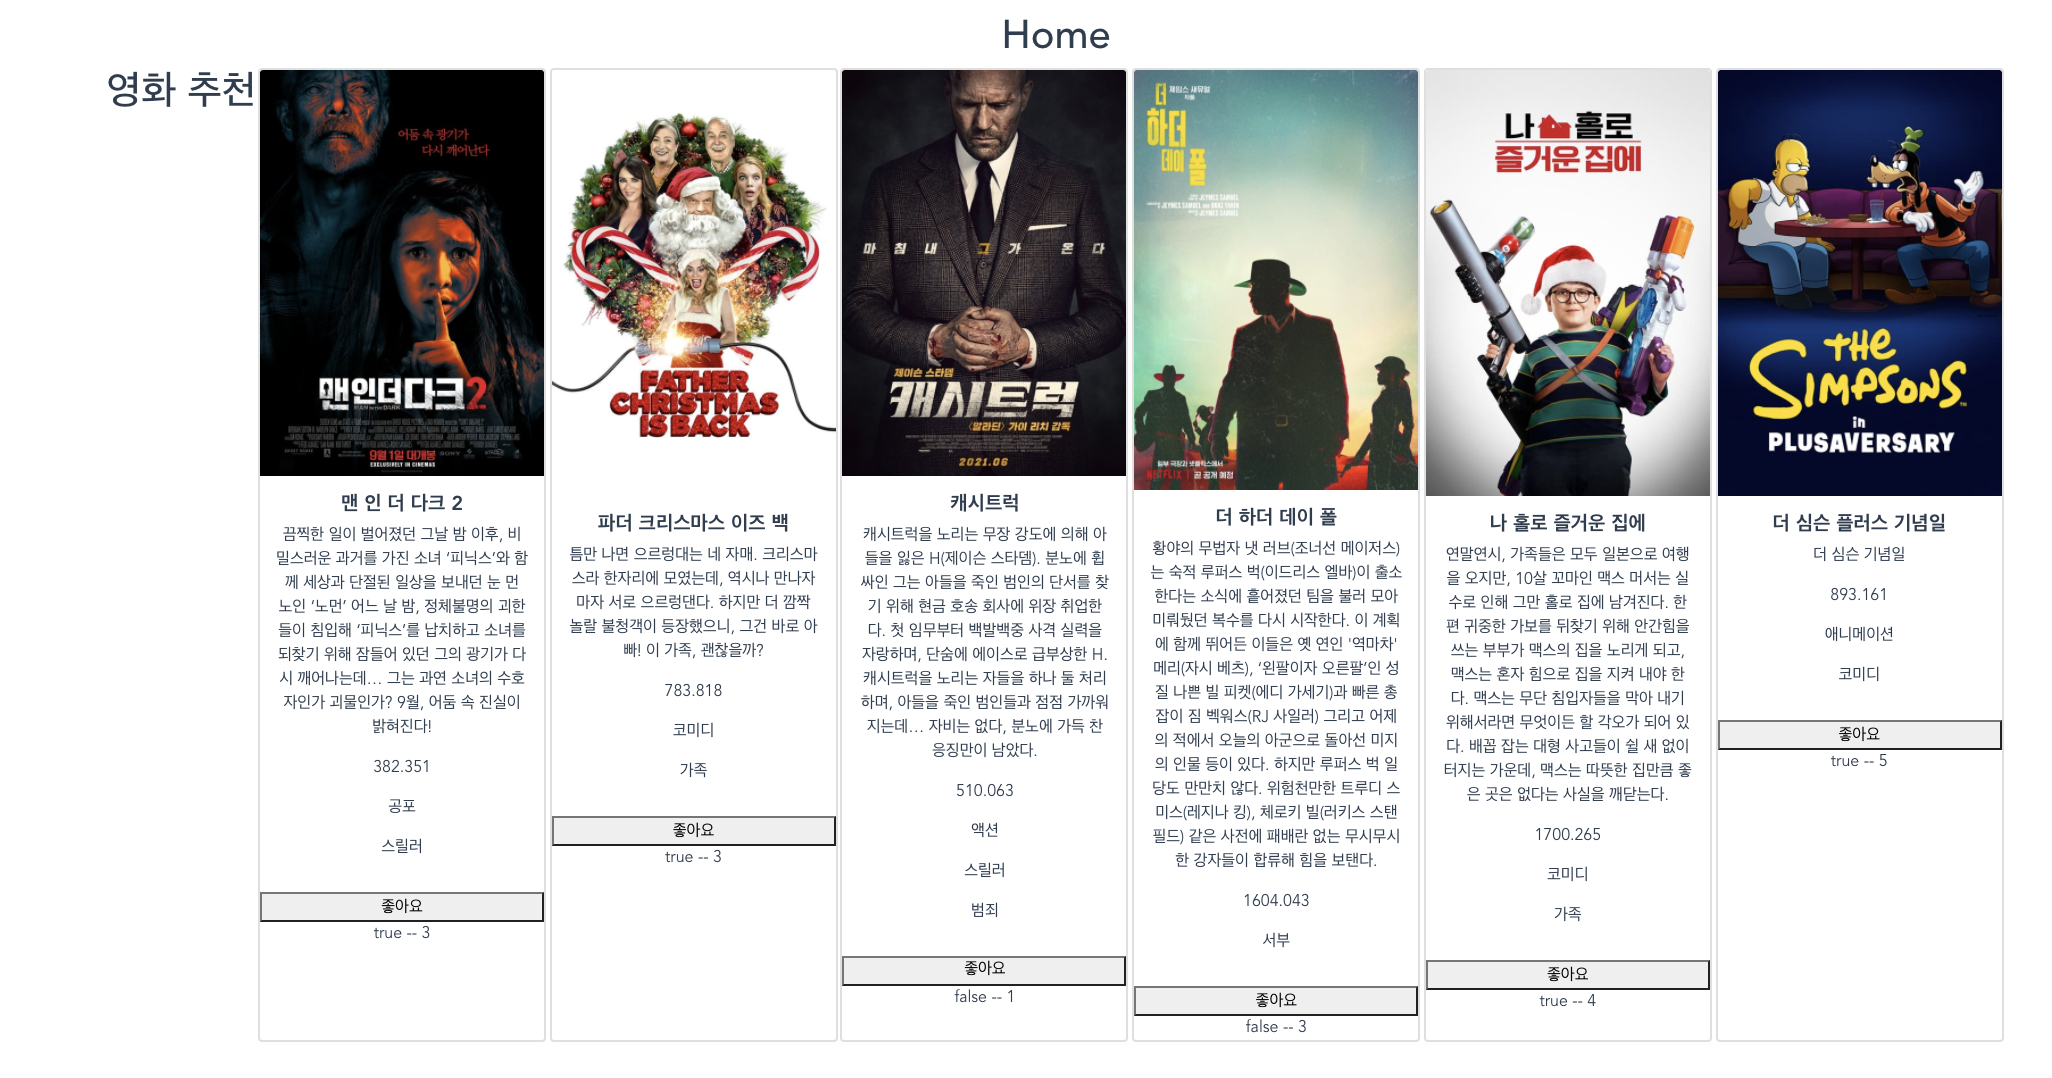 Home
영화 추천
어둠 속 광기가
다시 깨어난다
맨인더다크2
9월 1일 대개봉
EXCLUSIVELY IN CINEMAS
맨 인 더 다크 2
끔찍한 일이 벌어졌던 그날 밤 이후, 비
밀스러운 과거를 가진 소녀 ‘피닉스’와 함
께 세상과 단절된 일상을 보내던 눈 먼
노인 ‘노먼’ 어느 날 밤, 정체불명의 괴한
들이 침입해 ‘피닉스’를 납치하고 소녀를
되찾기 위해 잠들어 있던 그의 광기가 다
시 깨어나는데… 그는 과연 소녀의 수호
자인가 괴물인가? 9월, 어둠 속 진실이
밝혀진다!
382.351
공포
스릴러
좋아요
true -- 3
FATHER
CHRISTMAS
IS BACK
파더 크리스마스 이즈 백
틈만 나면 으르렁대는 네 자매. 크리스마
스라 한자리에 모였는데, 역시나 만나자
마자 서로 으르렁댄다. 하지만 더 깜짝
놀랄 불청객이 등장했으니, 그건 바로 아
빠! 이 가족, 괜찮을까?
783.818
코미디
가족
좋아요
true -- 3
마 침 내 그 가 온 다
제이슨 스타뎀
캐시트럭
<알라딘> 가이 리치 감독
2021.06
캐시트럭
캐시트럭을 노리는 무장 강도에 의해 아
들을 잃은 H(제이슨 스타뎀). 분노에 휩
싸인 그는 아들을 죽인 범인의 단서를 찾
기 위해 현금 호송 회사에 위장 취업한
다. 첫 임무부터 백발백중 사격 실력을
자랑하며, 단숨에 에이스로 급부상한 H.
캐시트럭을 노리는 자들을 하나 둘 처리
하며, 아들을 죽인 범인들과 점점 가까워
지는데… 자비는 없다, 분노에 가득 찬
응징만이 남았다.
510.063
액션
스릴러
범죄
좋아요
false -- 1
제임스 새뮤얼
작품
더
하더
데이 폴
일부 극장과 넷플릭스에서
NETFLIX | 곧 공개 예정
더 하더 데이 폴
황야의 무법자 냇 러브(조너선 메이저스)
는 숙적 루퍼스 벅(이드리스 엘바)이 출소
한다는 소식에 흩어졌던 팀을 불러 모아
미뤄뒀던 복수를 다시 시작한다. 이 계획
에 함께 뛰어든 이들은 옛 연인 '역마차'
메리(자시 베츠), ‘왼팔이자 오른팔’인 성
질 나쁜 빌 피켓(에디 가세기)과 빠른 총
잡이 짐 벡워스(RJ 사일러) 그리고 어제
의 적에서 오늘의 아군으로 돌아선 미지
의 인물 등이 있다. 하지만 루퍼스 벅 일
당도 만만치 않다. 위험천만한 트루디 스
미스(레지나 킹), 체로키 빌(러키스 스탠
필드) 같은 사전에 패배란 없는 무시무시
한 강자들이 합류해 힘을 보탠다.
1604.043
서부
좋아요
false -- 3
나 홀로
즐거운 집에
나 홀로 즐거운 집에
연말연시, 가족들은 모두 일본으로 여행
을 오지만, 10살 꼬마인 맥스 머서는 실
수로 인해 그만 홀로 집에 남겨진다. 한
편 귀중한 가보를 뒤찾기 위해 안간힘을
쓰는 부부가 맥스의 집을 노리게 되고,
맥스는 혼자 힘으로 집을 지켜 내야 한
다. 맥스는 무단 침입자들을 막아 내기
위해서라면 무엇이든 할 각오가 되어 있
다. 배꼽 잡는 대형 사고들이 쉴 새 없이
터지는 가운데, 맥스는 따뜻한 집만큼 좋
은 곳은 없다는 사실을 깨닫는다.
1700.265
코미디
가족
좋아요
true -- 4
THE
SIMPSONS
in
PLUSAVERSARY
더 심슨 플러스 기념일
더 심슨 기념일
893.161
애니메이션
코미디
좋아요
true -- 5